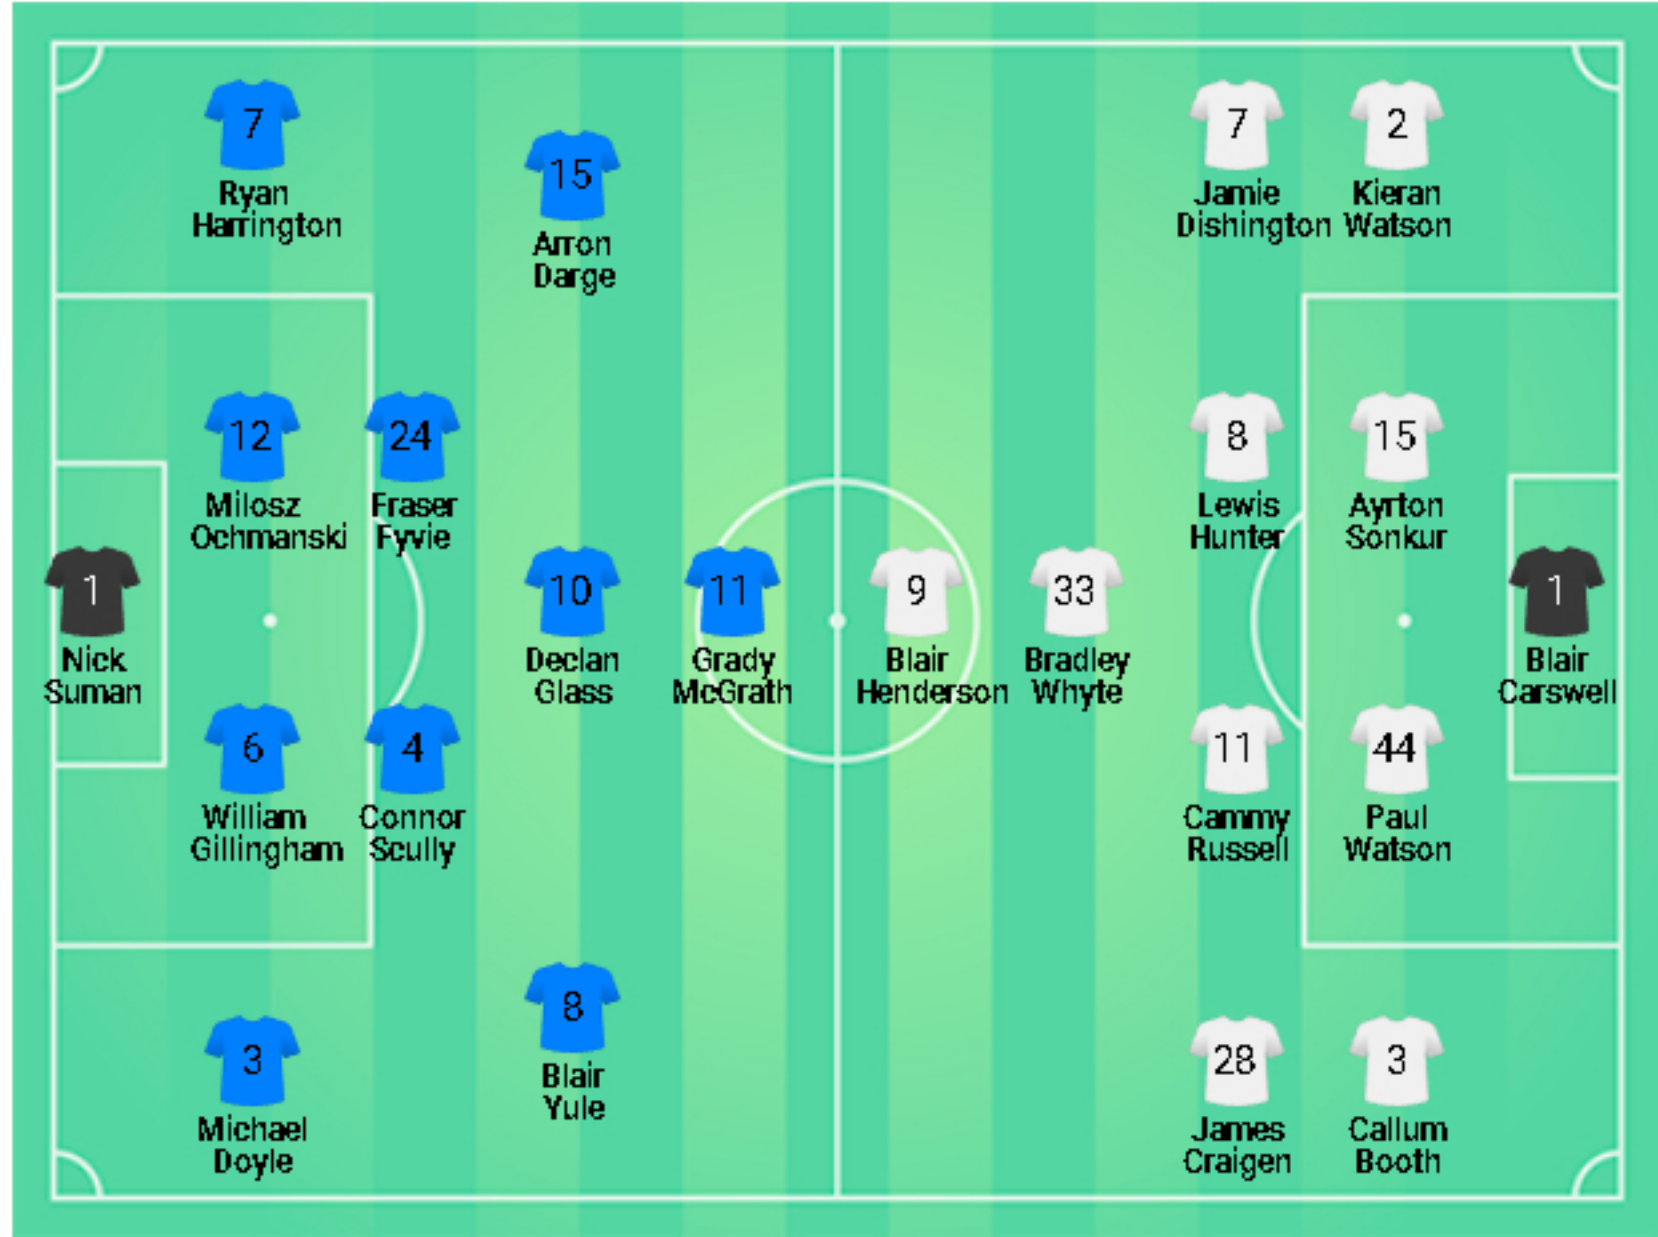 7
Ryan
Harrington
15
Arron
Darge
7
Jamie
Dishington
2
Kieran
Watson
12
Milosz
Ochmanski
24
Fraser
Fyvie
8
Lewis
Hunter
15
Ayrton
Sonkur
1
Nick
Suman
10
Declan
Glass
11
Grady
McGrath
9
Blair
Henderson
33
Bradley
Whyte
1
Blair
Carswell
6
William
Gillingham
4
Connor
Scully
11
Cammy
Russell
44
Paul
Watson
3
Michael
Doyle
8
Blair
Yule
28
James
Craigen
3
Callum
Booth